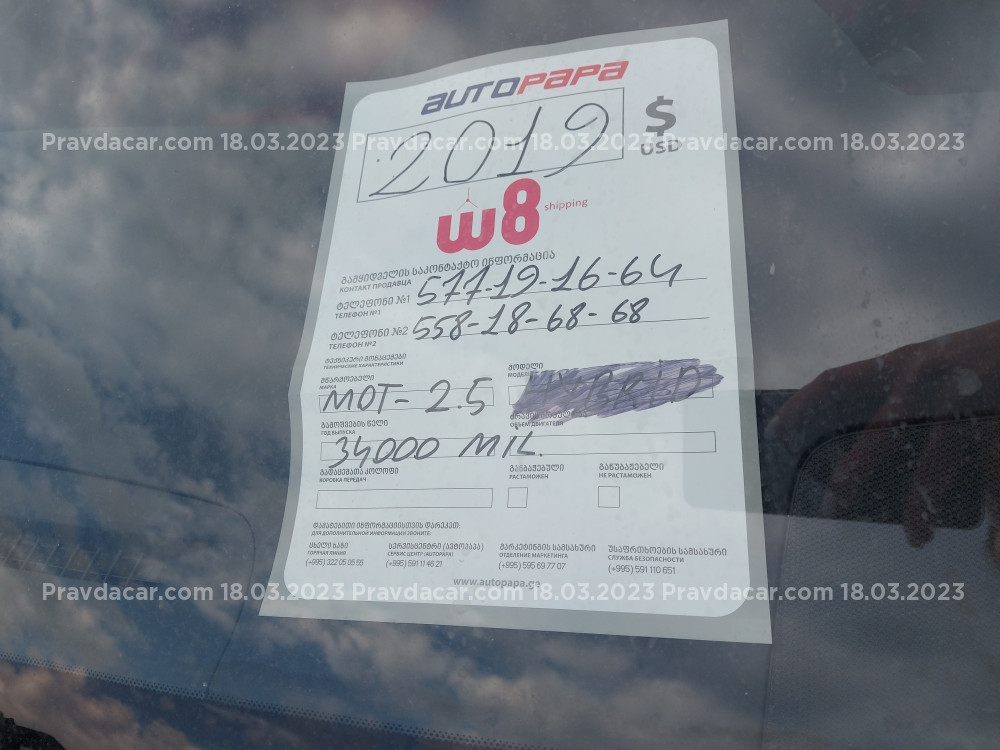 AUTOPAPA
2019 $
USD
Pravdacar.com 18.03.2023 Pravdacar.com 18.03.2023 Pravdacar.com 18.03.2023
w8 shipping
გამყიდველის საკონტაქტო ინფორმაცია
КОНТАКТ ПРОДАВЦА
ტელეფონი №1 577-19-16-64
ТЕЛЕФОН №1
ტელეფონი №2 558-18-68-68
ТЕЛЕФОН №2
ტექნიკური მონაცემები
ТЕХНИЧЕСКИЕ ХАРАКТЕРИСТИКИ
მწარმოებელი მოდელი
МАРКА
MOT- 2.5
გამოშვების წელი
ГОД ВЫПУСКА ОБЪЕМ ДВИГАТЕЛЯ
34000 MIL.
გადაცემათა კოლოფი განბაჟებული განუბაჟებელი
КОРОБКА ПЕРЕДАЧ РАСТАМОЖЕН НЕ РАСТАМОЖЕН
დამატებითი ინფორმაციისთვის დარეკეთ:
ДЛЯ ДОПОЛНИТЕЛЬНОЙ ИНФОРМАЦИИ ЗВОНИТЕ:
ცხელი ხაზი სერვისცენტრი (ავტოპაპა) მარკეტინგის სამსახური უსაფრთხოების სამსახური
ГОРЯЧАЯ ЛИНИЯ СЕРВИС ЦЕНТР (AUTOPAPA) ОТДЕЛЕНИЕ МАРКЕТИНГА СЛУЖБА БЕЗОПАСНОСТИ
(+995) 322 05 05 55 (+995) 591 11 46 21 (+995) 595 69 77 07 (+995) 591 110 651
www.autopapa.ge
Pravdacar.com 18.03.2023 Pravdacar.com 18.03.2023 Pravdacar.com 18.03.2023